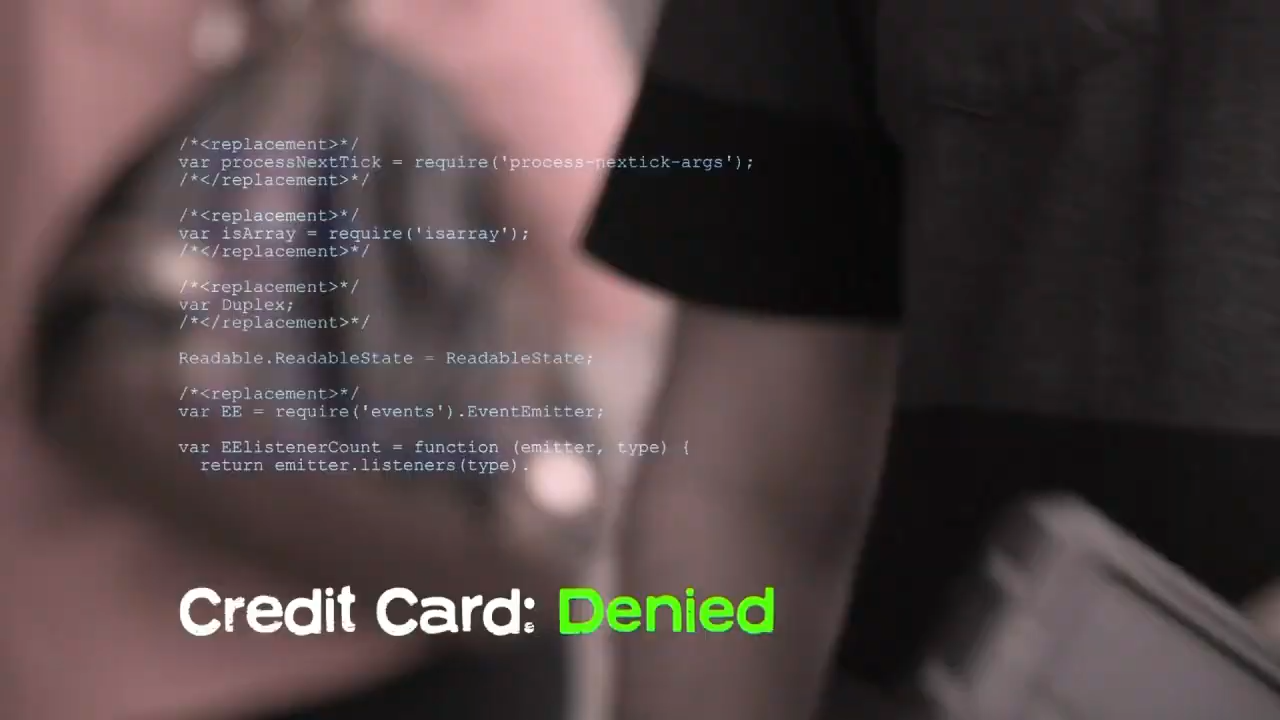 /*<replacement>*/
var processNextTick = require('process-nextick-args');
/*</replacement>*/
/*<replacement>*/
var isArray = require('isarray');
/*</replacement>*/
/*<replacement>*/
var Duplex;
/*</replacement>*/
Readable.ReadableState = ReadableState;
/*<replacement>*/
var EE = require('events').EventEmitter;
var EElistenerCount = function (emitter, type) {
  return emitter.listeners(type).
Credit Card: Denied